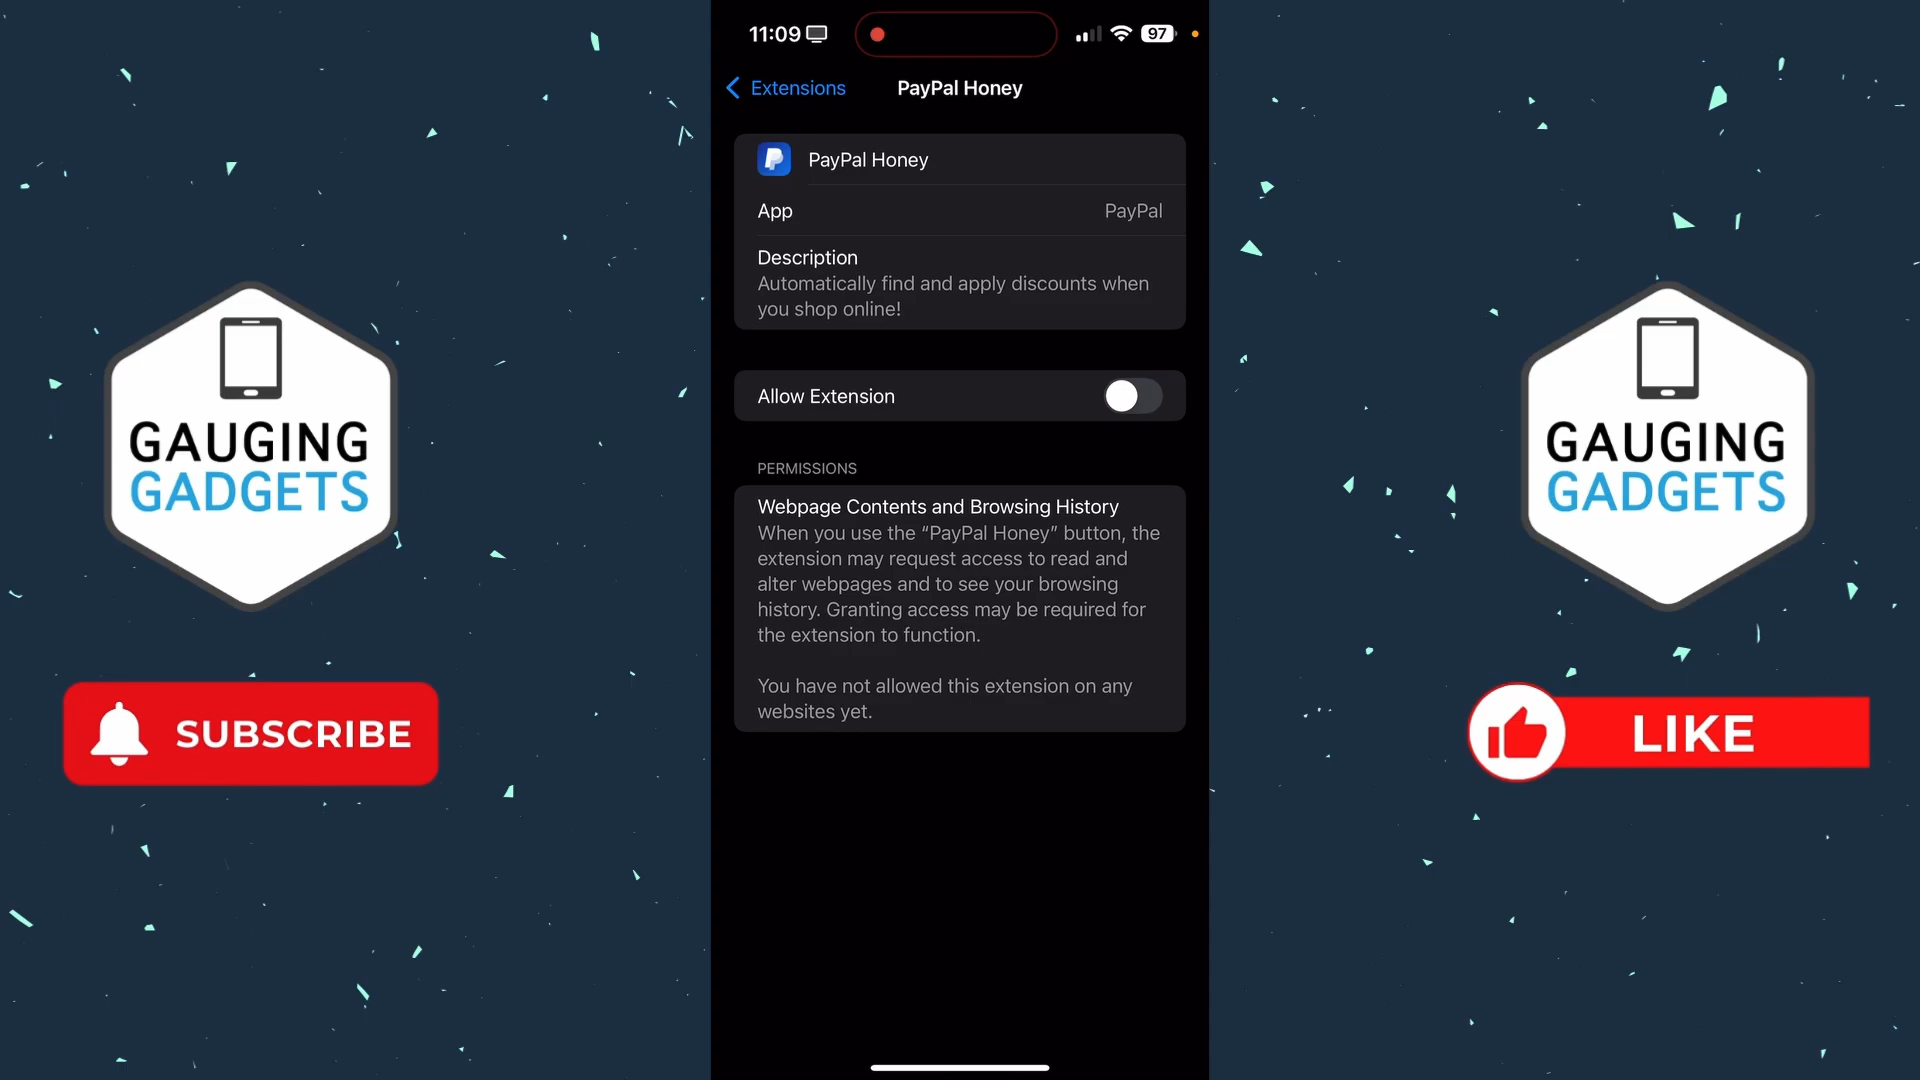 11:09
97
Extensions
PayPal Honey
PayPal Honey
App
PayPal
Description
Automatically find and apply discounts when
you shop online!
Allow Extension
PERMISSIONS
Webpage Contents and Browsing History
When you use the “PayPal Honey” button, the
extension may request access to read and
alter webpages and to see your browsing
history. Granting access may be required for
the extension to function.
You have not allowed this extension on any
websites yet.
GAUGING
GADGETS
SUBSCRIBE
GAUGING
GADGETS
LIKE